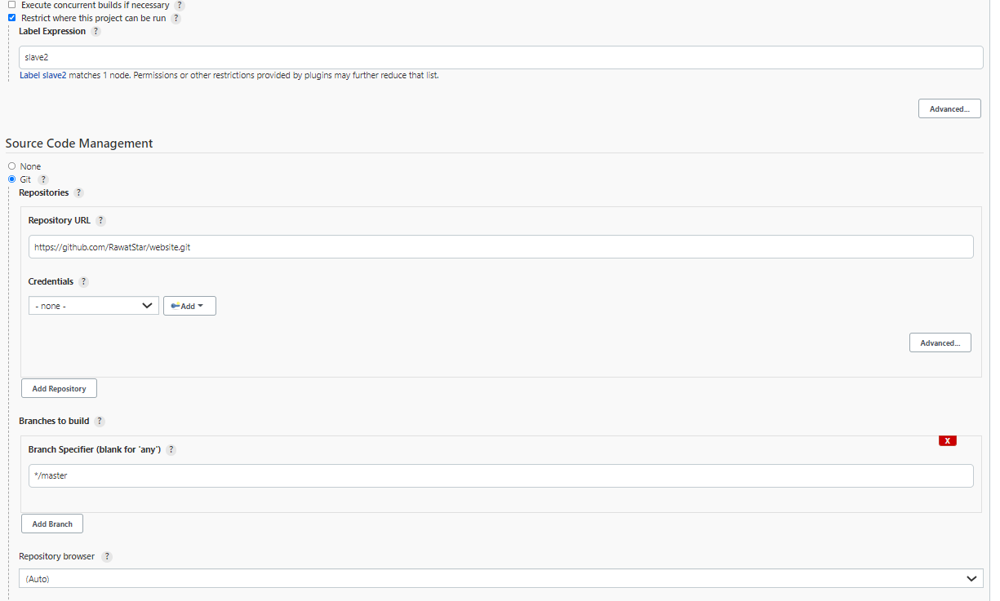 Execute concurrent builds if necessary ?
Restrict where this project can be run ?
Label Expression ?
slave2
Label slave2 matches 1 node. Permissions or other restrictions provided by plugins may further reduce that list.
Advanced...
Source Code Management
None
Git ?
Repositories ?
Repository URL ?
https://github.com/RawatStar/website.git
Credentials ?
- none -
Add
Advanced...
Add Repository
Branches to build ?
X
Branch Specifier (blank for 'any') ?
*/master
Add Branch
Repository browser ?
(Auto)